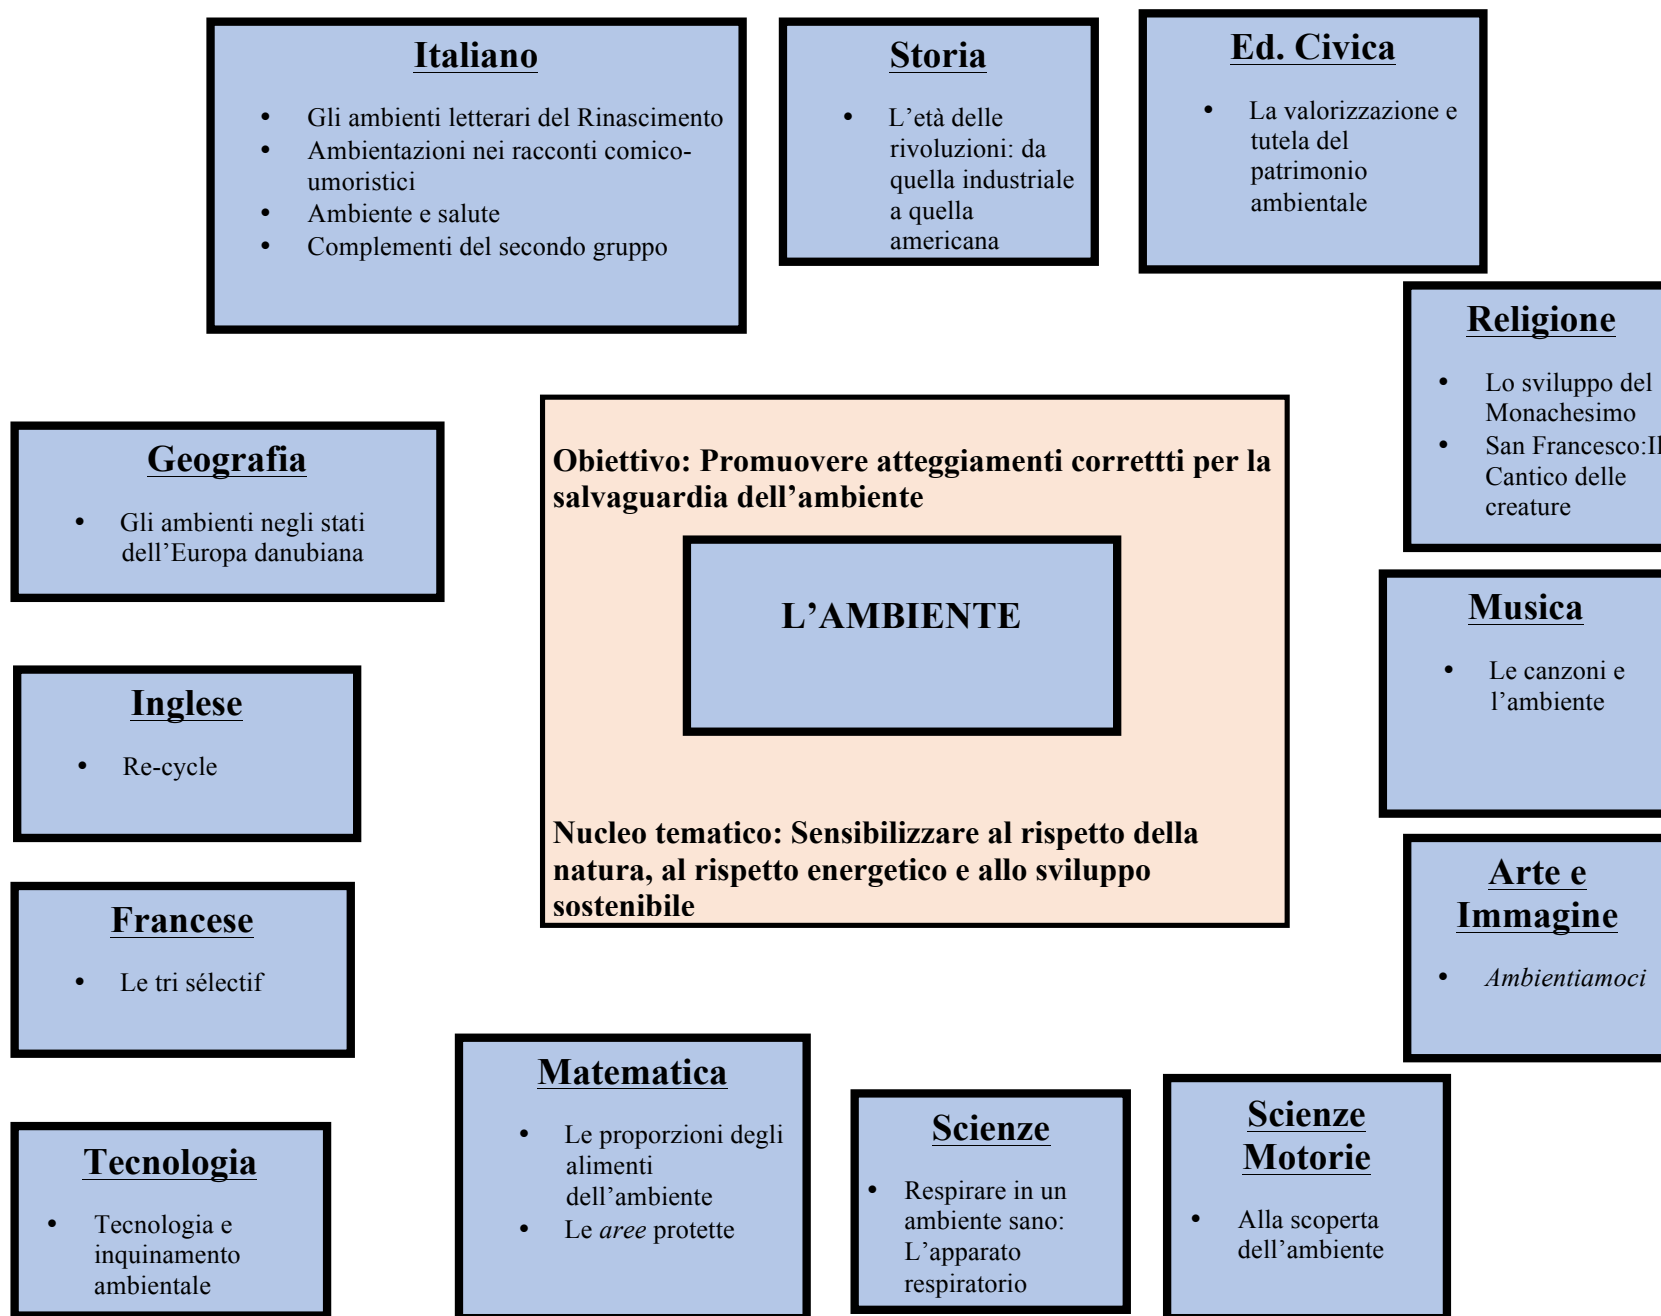 Italiano
• Gli ambienti letterari del Rinascimento
• Ambientazioni nei racconti comico-
umoristici
• Ambiente e salute
• Complementi del secondo gruppo
Storia
• L’età delle
rivoluzioni: da
quella industriale
a quella
americana
Ed. Civica
• La valorizzazione e
tutela del
patrimonio
ambientale
Religione
• Lo sviluppo del
Monachesimo
• San Francesco:Il
Cantico delle
creature
Geografia
• Gli ambienti negli stati
dell’Europa danubiana
Obiettivo: Promuovere atteggiamenti correttti per la
salvaguardia dell’ambiente
L’AMBIENTE
Nucleo tematico: Sensibilizzare al rispetto della
natura, al rispetto energetico e allo sviluppo
sostenibile
Musica
• Le canzoni e
l’ambiente
Inglese
• Re-cycle
Arte e
Immagine
• Ambientiamoci
Francese
• Le tri sélectif
Tecnologia
• Tecnologia e
inquinamento
ambientale
Matematica
• Le proporzioni degli
alimenti
dell’ambiente
• Le aree protette
Scienze
• Respirare in un
ambiente sano:
L’apparato
respiratorio
Scienze
Motorie
• Alla scoperta
dell’ambiente